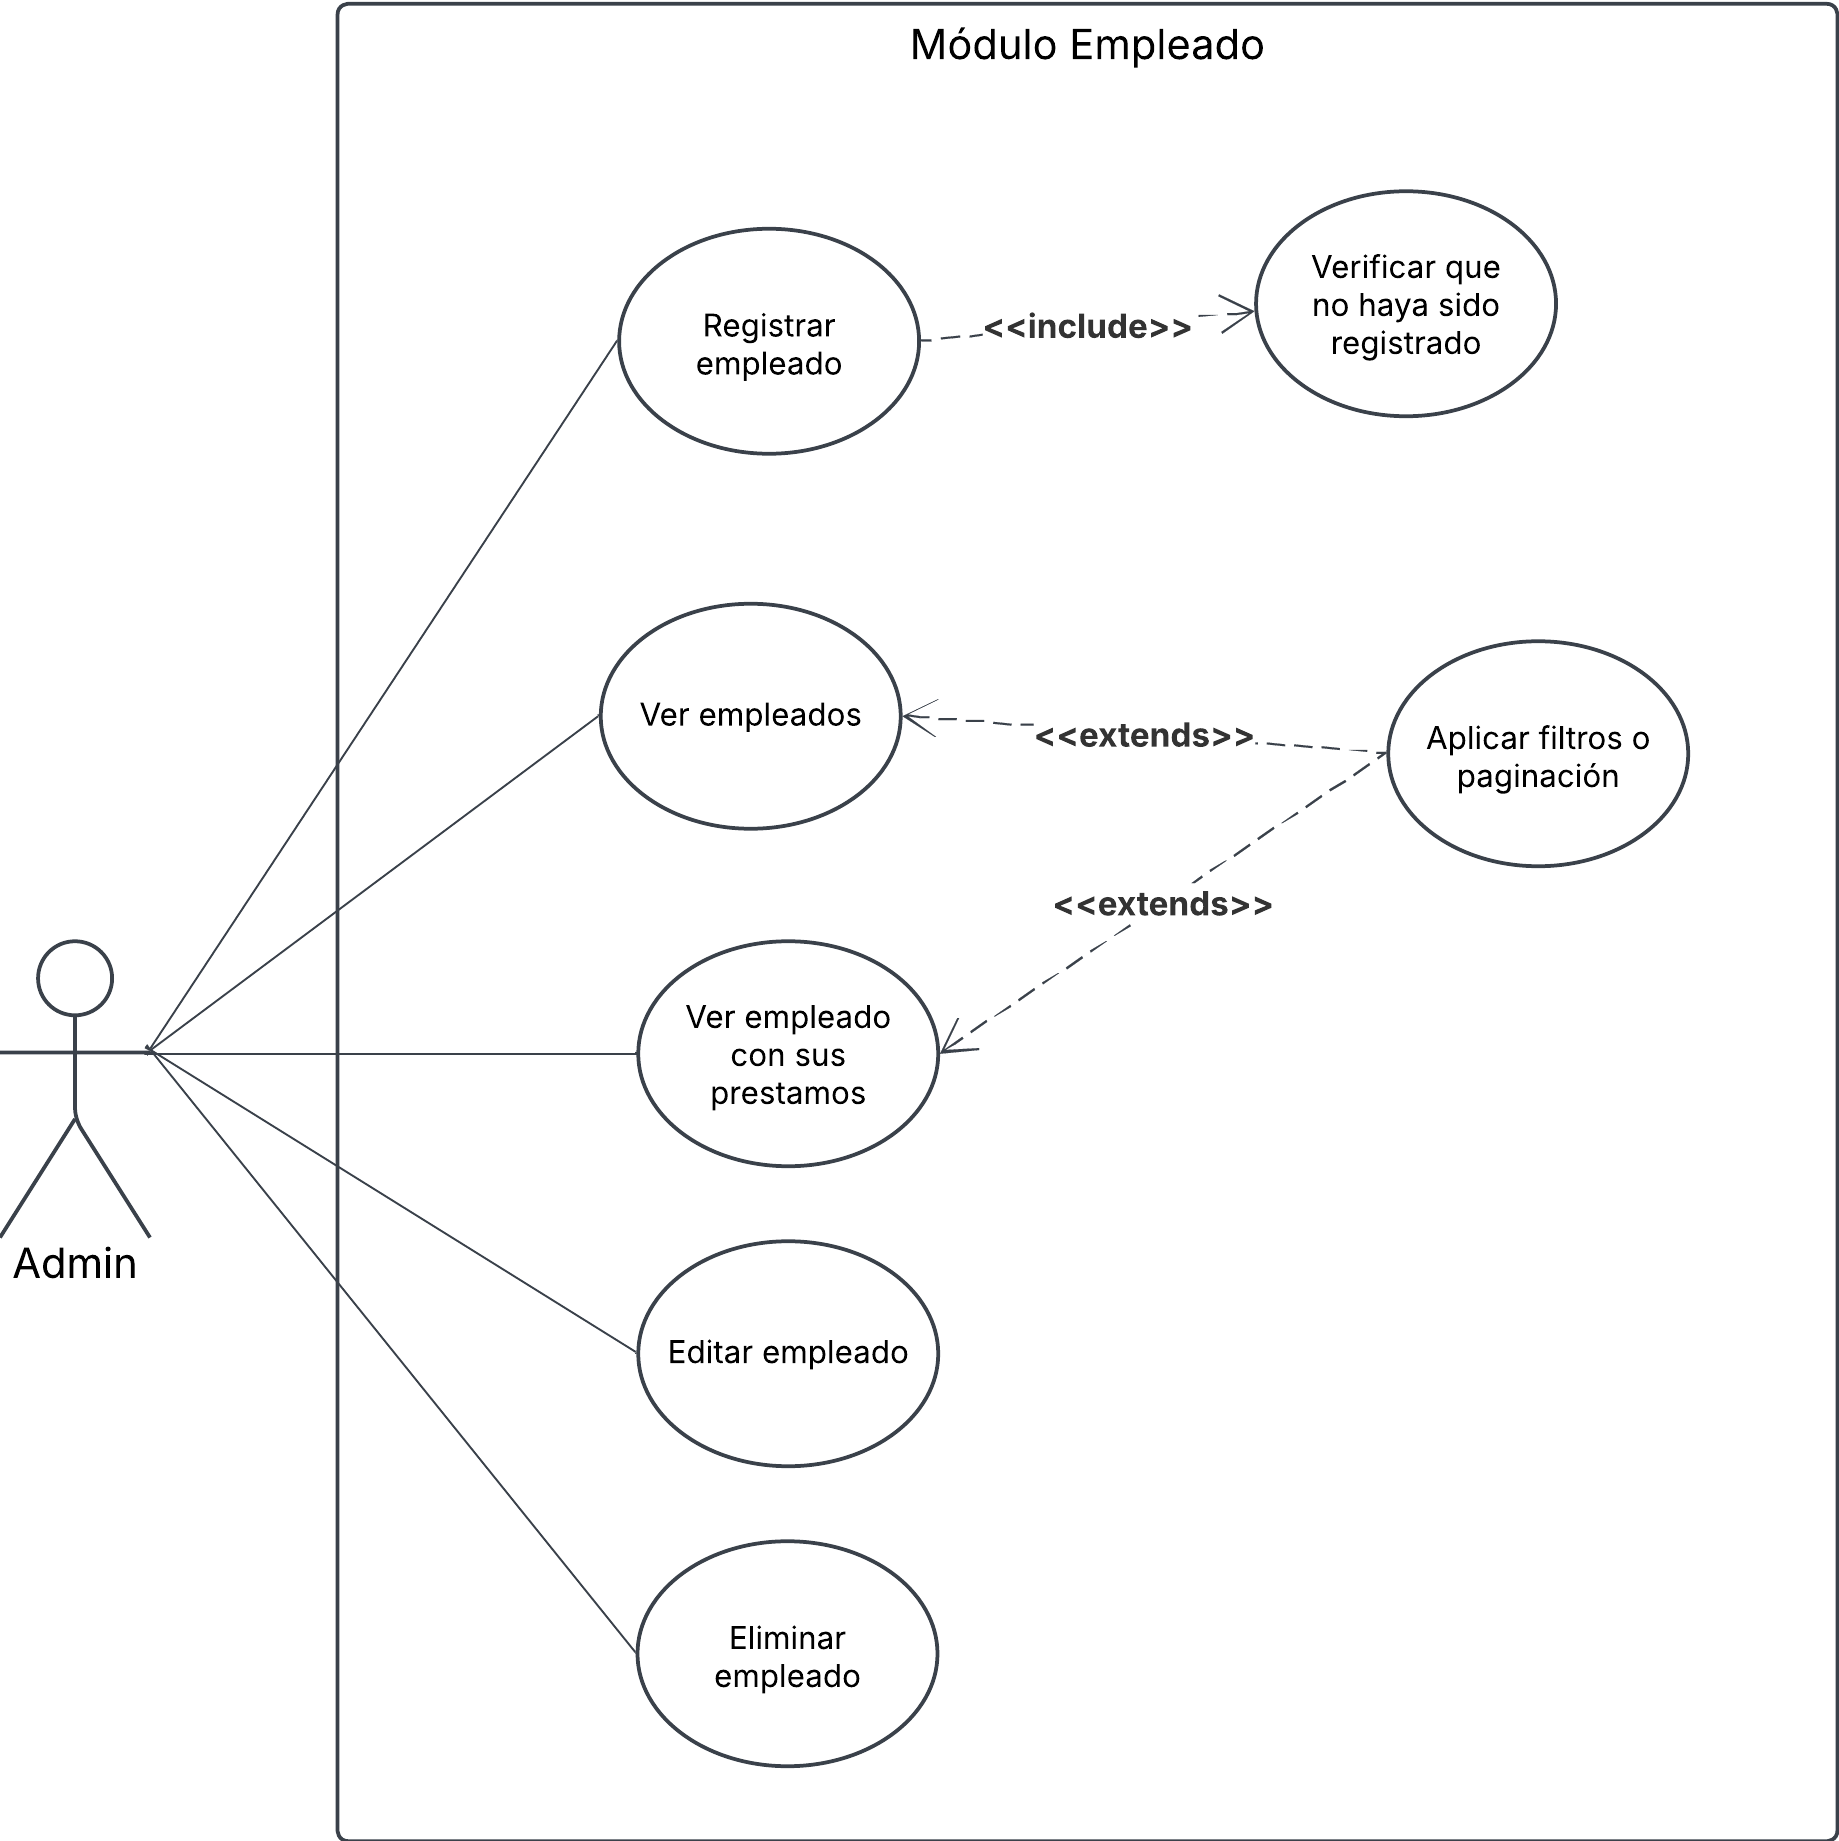 Módulo Empleado
Registrar
empleado
<<include>>
Verificar que
no haya sido
registrado
Ver empleados
<<extends>>
Aplicar filtros o
paginación
<<extends>>
Ver empleado
con sus
prestamos
Admin
Editar empleado
Eliminar
empleado